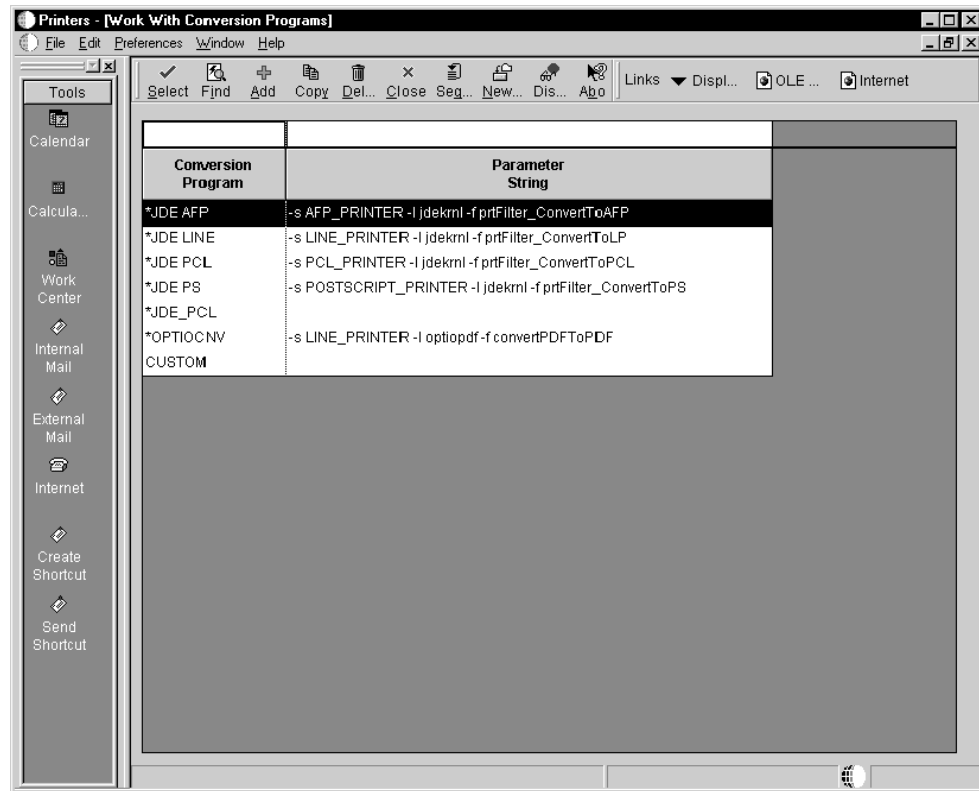 Printers - [Work With Conversion Programs]
File Edit Preferences Window Help
Tools
Calendar
Calcula...
Work
Center
Internal
Mail
External
Mail
Internet
Create
Shortcut
Send
Shortcut
Select Find Add Copy Del... Close Seq... New... Dis... Abo
Links Displ... OLE ... Internet
Conversion
Program
Parameter
String
*JDE AFP -s AFP_PRINTER -l jdekrnl -f prtFilter_ConvertToAFP
*JDE LINE -s LINE_PRINTER -l jdekrnl -f prtFilter_ConvertToLP
*JDE PCL -s PCL_PRINTER -l jdekrnl -f prtFilter_ConvertToPCL
*JDE PS -s POSTSCRIPT_PRINTER -l jdekrnl -f prtFilter_ConvertToPS
*JDE_PCL
*OPTIOCNV -s LINE_PRINTER -l optiopdf -f convertPDFToPDF
CUSTOM